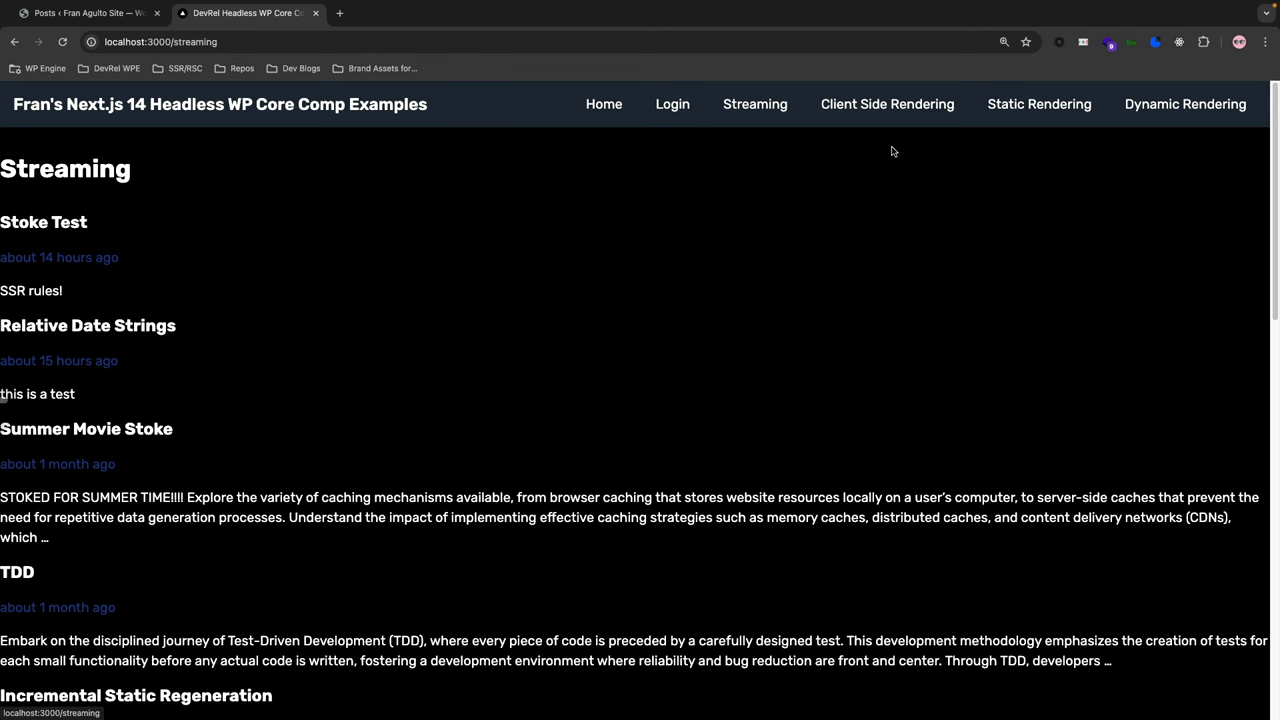 Posts ‹ Fran Agulto Site — Wo
DevRel Headless WP Core Co
localhost:3000/streaming
9
WP Engine
DevRel WPE
SSR/RSC
Repos
Dev Blogs
Brand Assets for...
Fran's Next.js 14 Headless WP Core Comp Examples
Home
Login
Streaming
Client Side Rendering
Static Rendering
Dynamic Rendering
Streaming
Stoke Test
about 14 hours ago
SSR rules!
Relative Date Strings
about 15 hours ago
this is a test
Summer Movie Stoke
about 1 month ago
STOKED FOR SUMMER TIME!!!! Explore the variety of caching mechanisms available, from browser caching that stores website resources locally on a user's computer, to server-side caches that prevent the
need for repetitive data generation processes. Understand the impact of implementing effective caching strategies such as memory caches, distributed caches, and content delivery networks (CDNs),
which …
TDD
about 1 month ago
Embark on the disciplined journey of Test-Driven Development (TDD), where every piece of code is preceded by a carefully designed test. This development methodology emphasizes the creation of tests for
each small functionality before any actual code is written, fostering a development environment where reliability and bug reduction are front and center. Through TDD, developers …
Incremental Static Regeneration
localhost:3000/streaming